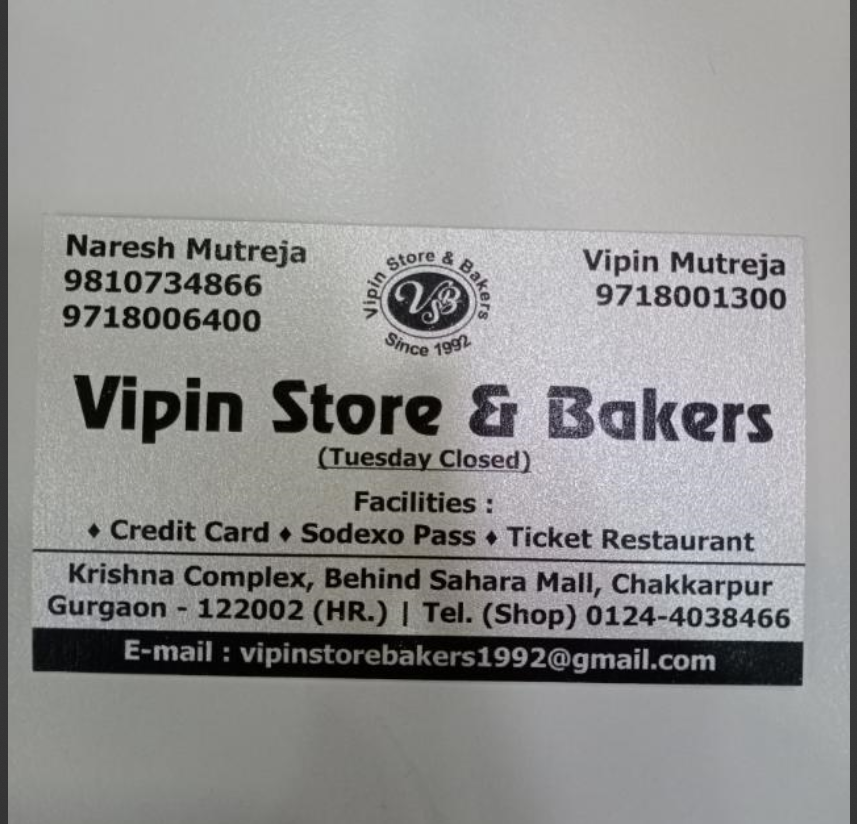 Naresh Mutreja
9810734866
9718006400
Vipin Store & Bakers
VSB
Since 1992
Vipin Mutreja
9718001300
Vipin Store & Bakers
(Tuesday Closed)
Facilities :
♦ Credit Card ♦ Sodexo Pass ♦ Ticket Restaurant
Krishna Complex, Behind Sahara Mall, Chakkarpur
Gurgaon - 122002 (HR.) | Tel. (Shop) 0124-4038466
E-mail : vipinstorebakers1992@gmail.com